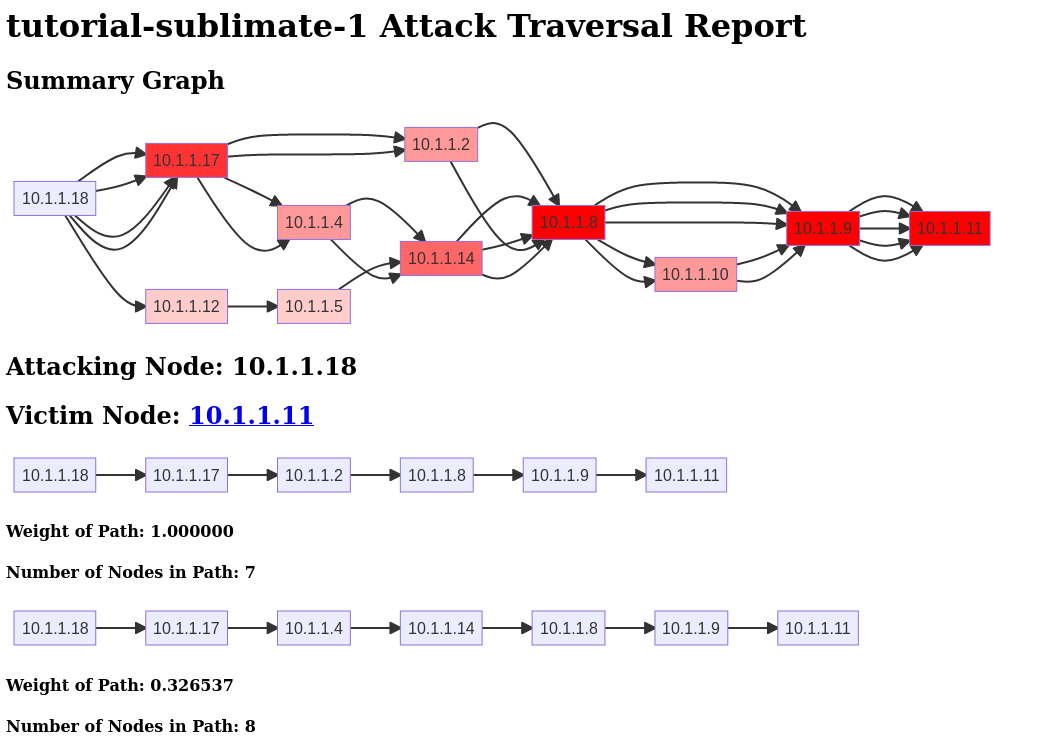 tutorial-sublimate-1 Attack Traversal Report
Summary Graph
10.1.1.18
10.1.1.17
10.1.1.12
10.1.1.4
10.1.1.5
10.1.1.2
10.1.1.14
10.1.1.8
10.1.1.10
10.1.1.9
10.1.1.11
Attacking Node: 10.1.1.18
Victim Node: 10.1.1.11
10.1.1.18 10.1.1.17 10.1.1.2 10.1.1.8 10.1.1.9 10.1.1.11
Weight of Path: 1.000000
Number of Nodes in Path: 7
10.1.1.18 10.1.1.17 10.1.1.4 10.1.1.14 10.1.1.8 10.1.1.9 10.1.1.11
Weight of Path: 0.326537
Number of Nodes in Path: 8